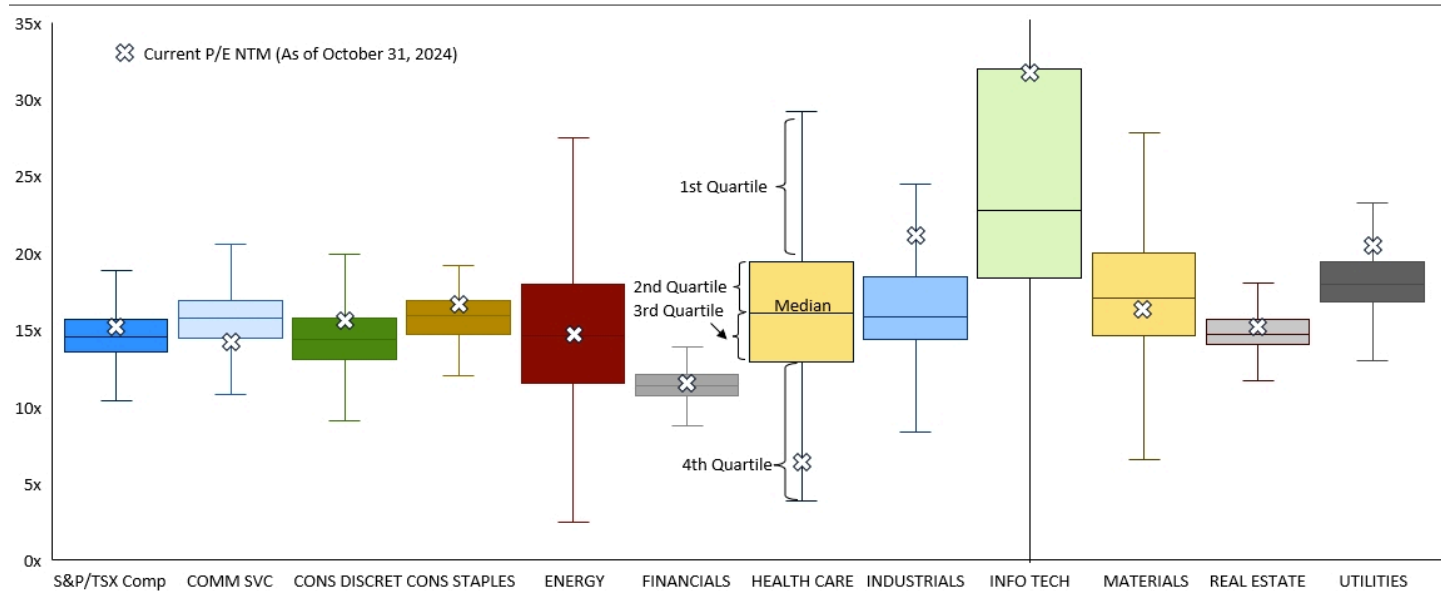 35x
Current P/E NTM (As of October 31, 2024)
30x
25x
1st Quartile
20x
2nd Quartile
3rd Quartile
Median
15x
10x
4th Quartile
5x
0x
S&P/TSX Comp COMM SVC CONS DISCRET CONS STAPLES ENERGY FINANCIALS HEALTH CARE INDUSTRIALS INFO TECH MATERIALS REAL ESTATE UTILITIES